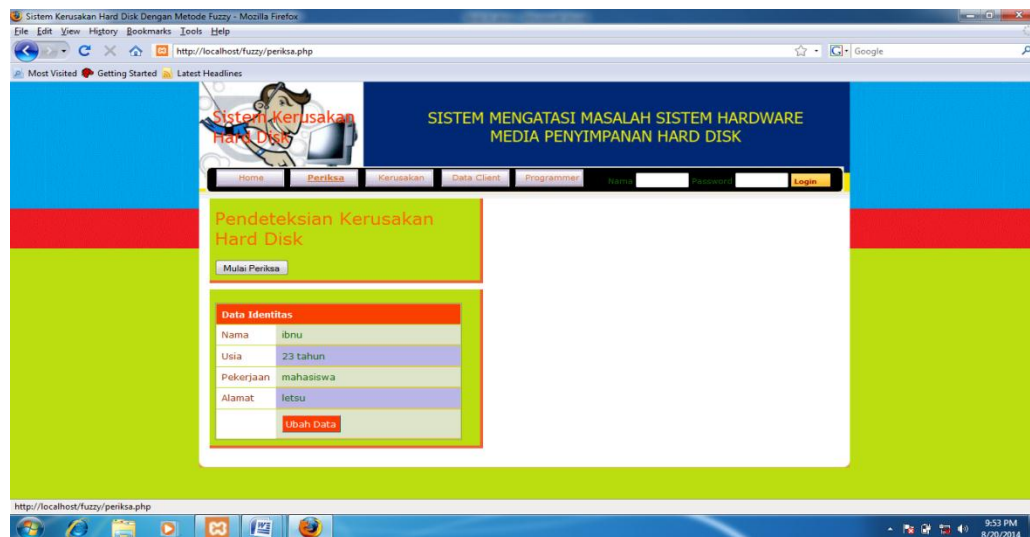 Sistem Kerusakan Hard Disk Dengan Metode Fuzzy - Mozilla Firefox
File Edit View History Bookmarks Tools Help
http://localhost/fuzzy/periksa.php
Google
Most Visited Getting Started Latest Headlines
Sistem Kerusakan
Hard Disk
SISTEM MENGATASI MASALAH SISTEM HARDWARE
MEDIA PENYIMPANAN HARD DISK
Home Periksa Kerusakan Data Client Programmer Nama Password Login
Pendeteksian Kerusakan
Hard Disk
Mulai Periksa
Data Identitas
Nama ibnu
Usia 23 tahun
Pekerjaan mahasiswa
Alamat letsu
Ubah Data
http://localhost/fuzzy/periksa.php
9:53 PM
8/20/2014